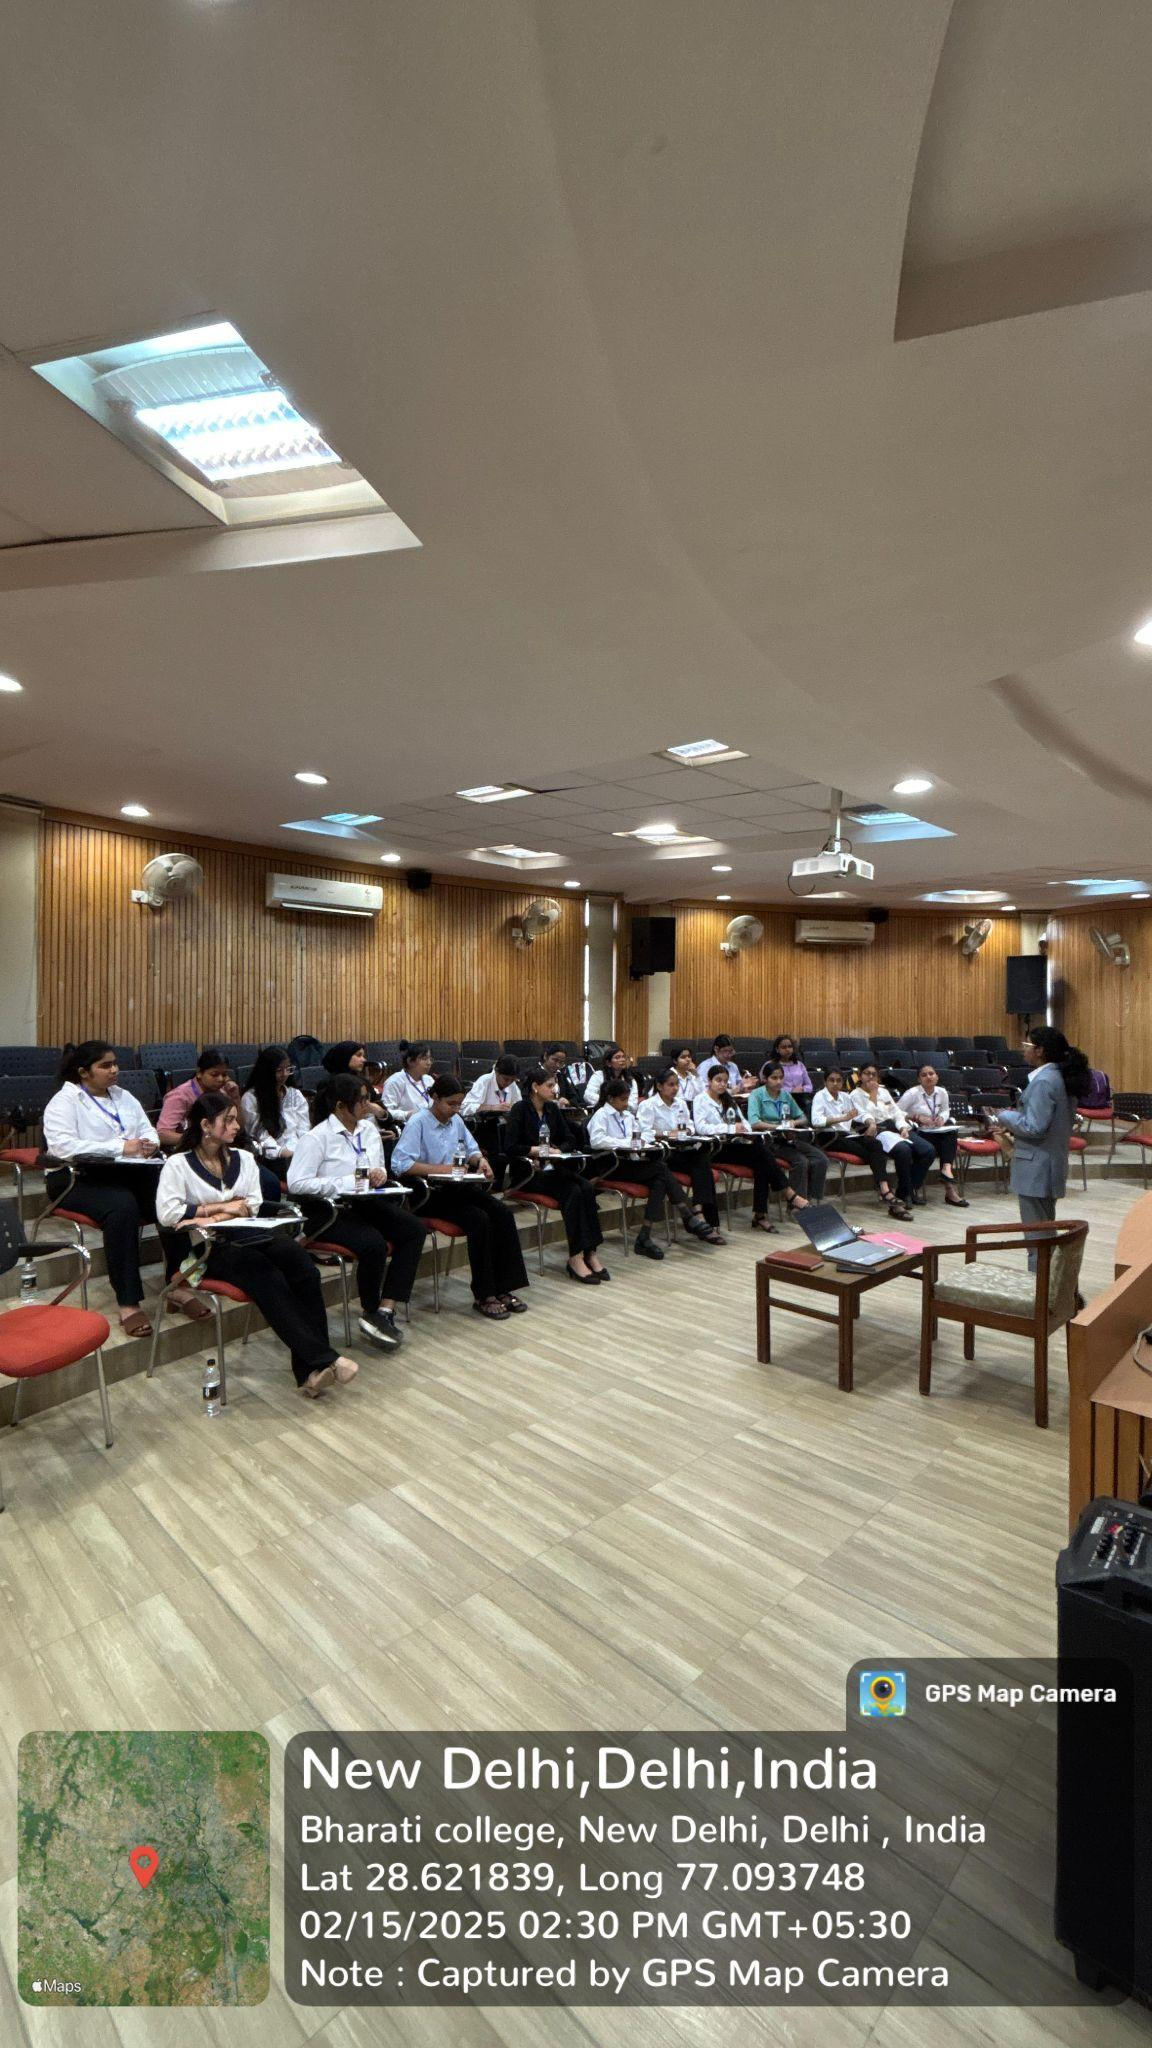 GPS Map Camera
New Delhi,Delhi,India
Bharati college, New Delhi, Delhi , India
Lat 28.621839, Long 77.093748
02/15/2025 02:30 PM GMT+05:30
Note : Captured by GPS Map Camera
Maps